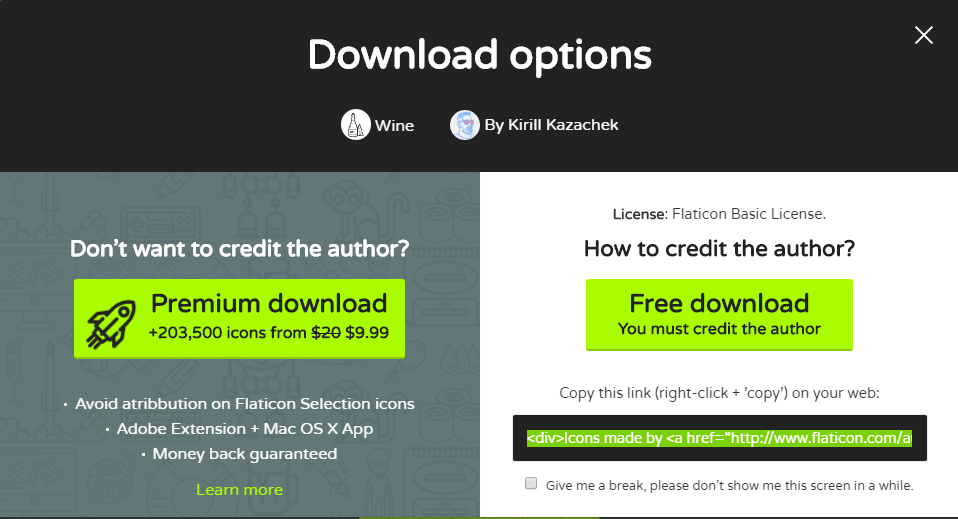 Download options
Wine
By Kirill Kazachek
Don't want to credit the author?
Premium download
+203,500 icons from $20 $9.99
• Avoid atribbution on Flaticon Selection icons
• Adobe Extension + Mac OS X App
• Money back guaranteed
Learn more
License: Flaticon Basic License.
How to credit the author?
Free download
You must credit the author
Copy this link (right-click + 'copy') on your web:
<div>Icons made by <a href="http://www.flaticon.com/a
Give me a break, please don't show me this screen in a while.